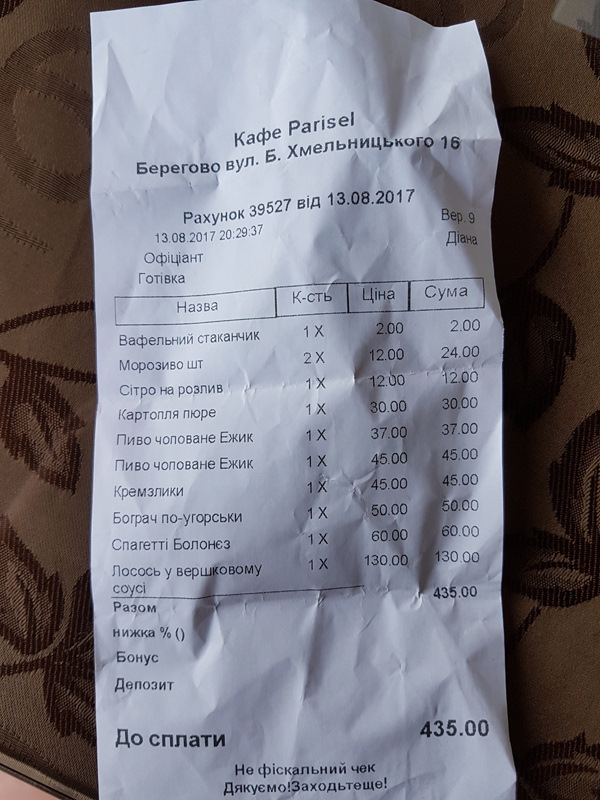 Кафе Parisel
Берегово вул. Б. Хмельницького 16
Рахунок 39527 від 13.08.2017
13.08.2017 20:29:37 Вер. 9
Офіціант Діана
Готівка
Назва К-сть Ціна Сума
Вафельний стаканчик 1 X 2.00 2.00
Морозиво шт 2 X 12.00 24.00
Сітро на розлив 1 X 12.00 12.00
Картопля пюре 1 X 30.00 30.00
Пиво чоповане Ежик 1 X 37.00 37.00
Пиво чоповане Ежик 1 X 45.00 45.00
Кремзлики 1 X 45.00 45.00
Бограч по-угорськи 1 X 50.00 50.00
Спагетті Болонєз 1 X 60.00 60.00
Лосось у вершковому 1 X 130.00 130.00
соусі
Разом 435.00
нижка % ()
Бонус
Депозит
До сплати 435.00
Не фіскальний чек
Дякуємо!Заходьтеще!